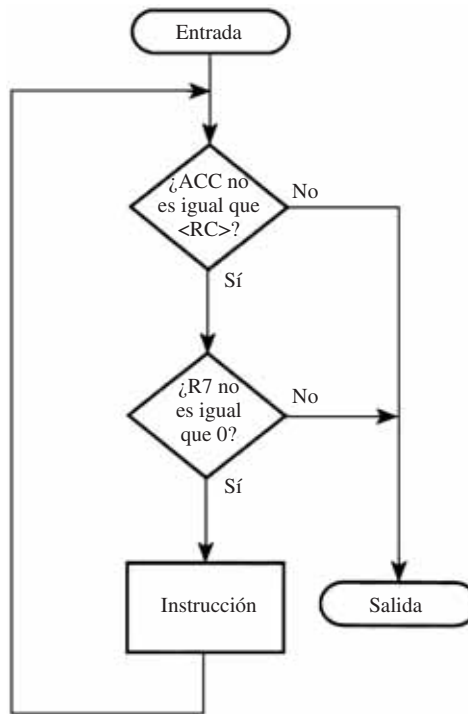 Entrada
¿ACC no
es igual que
<RC>?
No
Sí
¿R7 no
es igual
que 0?
No
Sí
Instrucción
Salida